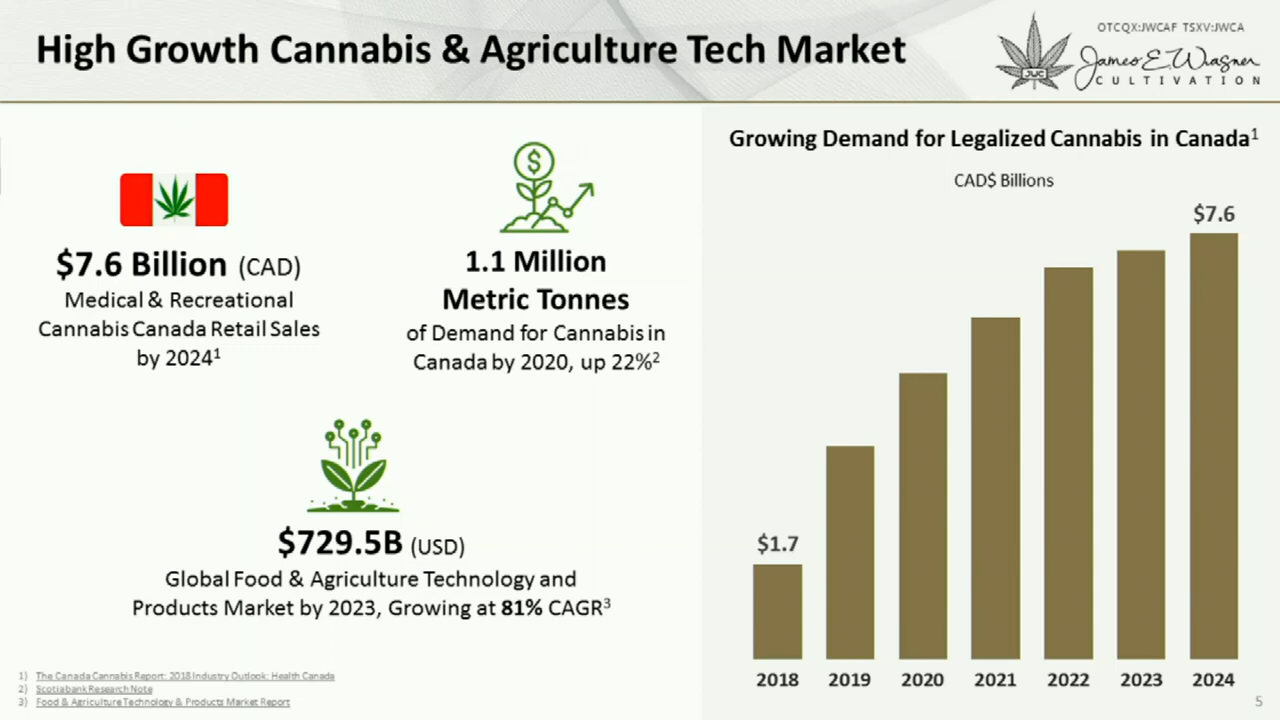 High Growth Cannabis & Agriculture Tech Market
OTCQX:JWCAF TSXV:JWCA
JWC
James E. Wagner
CULTIVATION
$7.6 Billion (CAD)
Medical & Recreational
Cannabis Canada Retail Sales
by 2024¹
$
1.1 Million
Metric Tonnes
of Demand for Cannabis in
Canada by 2020, up 22%²
$729.5B (USD)
Global Food & Agriculture Technology and
Products Market by 2023, Growing at 81% CAGR³
Growing Demand for Legalized Cannabis in Canada¹
CAD$ Billions
$7.6
$1.7
2018 2019 2020 2021 2022 2023 2024
1) The Canada Cannabis Report: 2018 Industry Outlook: Health Canada
2) Scotiabank Research Note
3) Food & Agriculture Technology & Products Market Report
5